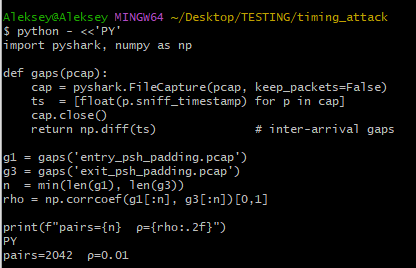 Aleksey@Aleksey MINGW64 ~/Desktop/TESTING/timing_attack
$ python - <<'PY'
import pyshark, numpy as np

def gaps(pcap):
    cap = pyshark.FileCapture(pcap, keep_packets=False)
    ts  = [float(p.sniff_timestamp) for p in cap]
    cap.close()
    return np.diff(ts)              # inter-arrival gaps

g1 = gaps('entry_psh_padding.pcap')
g3 = gaps('exit_psh_padding.pcap')
n  = min(len(g1), len(g3))
rho = np.corrcoef(g1[:n], g3[:n])[0,1]

print(f"pairs={n}  ρ={rho:.2f}")
PY
pairs=2042  ρ=0.01